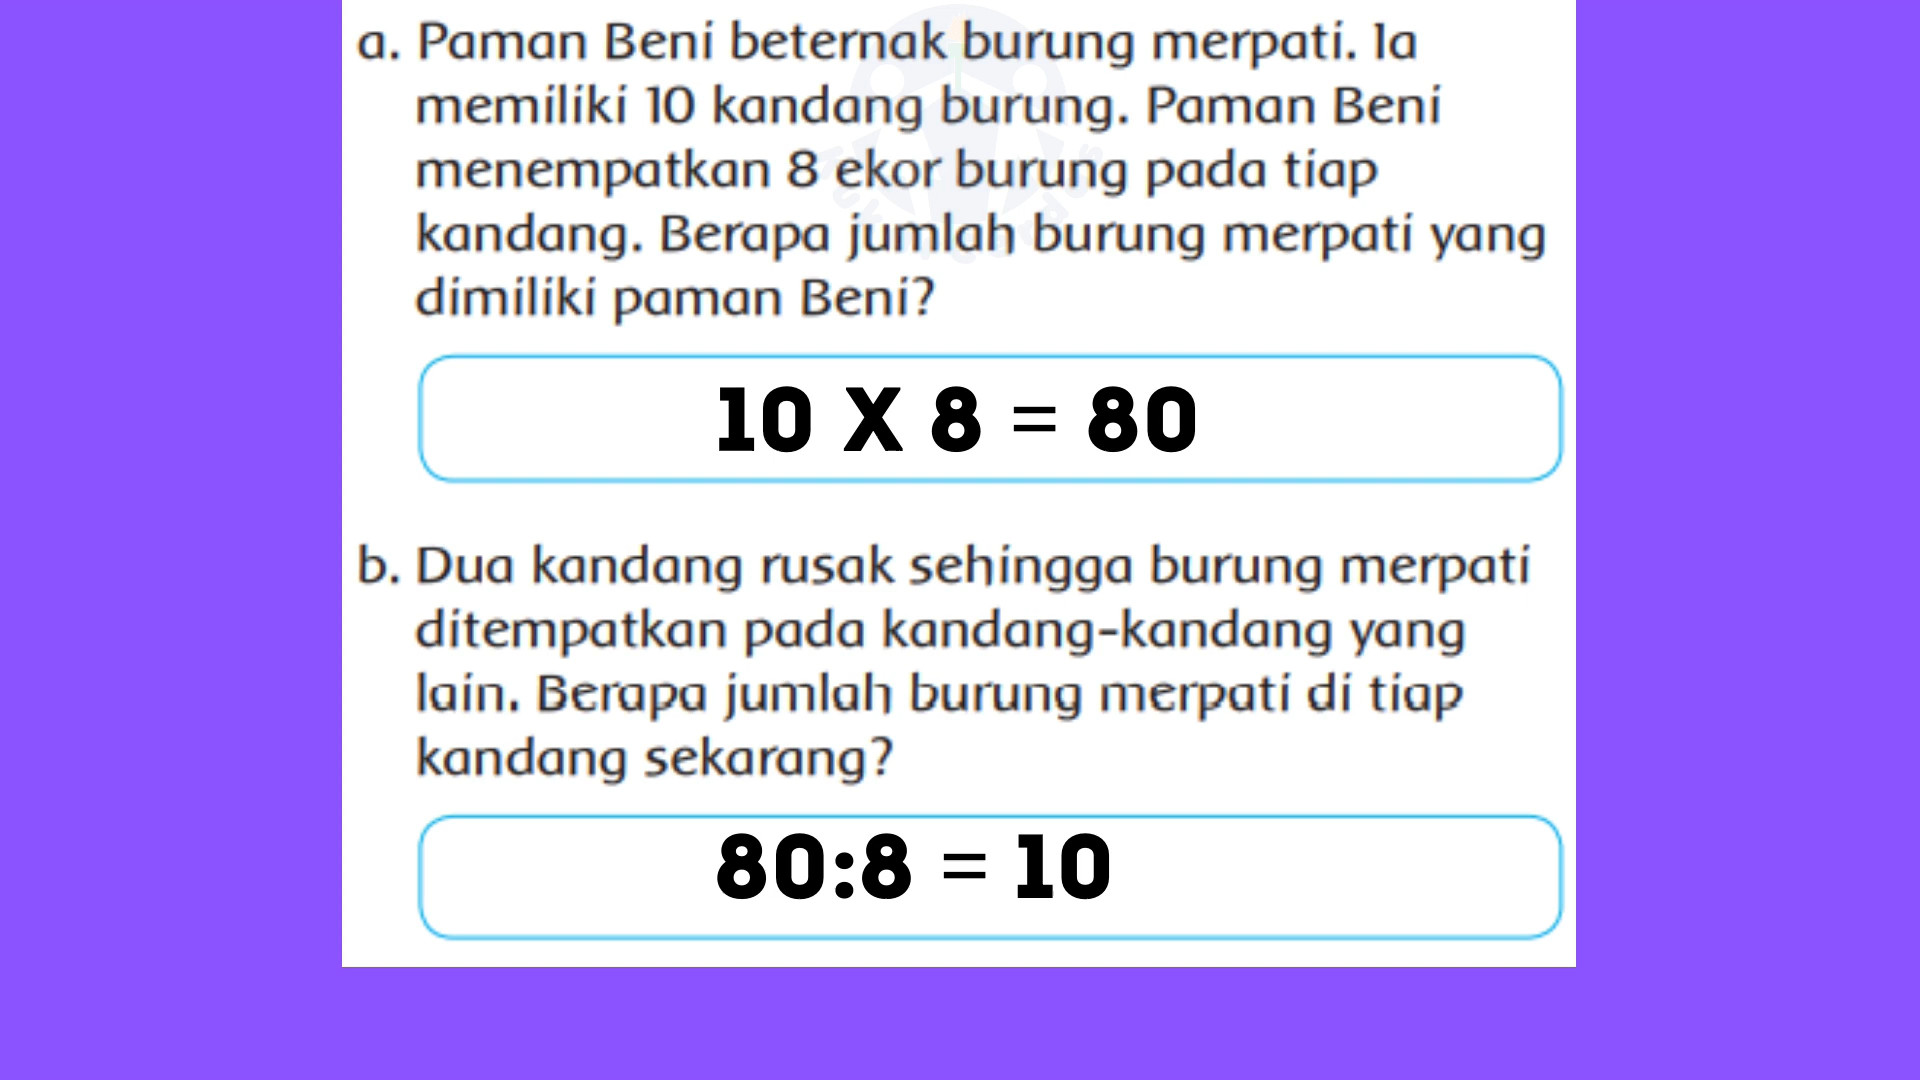 a. Paman Beni beternak burung merpati. Ia
memiliki 10 kandang burung. Paman Beni
menempatkan 8 ekor burung pada tiap
kandang. Berapa jumlah burung merpati yang
dimiliki paman Beni?
10 X 8 = 80
b. Dua kandang rusak sehingga burung merpati
ditempatkan pada kandang-kandang yang
lain. Berapa jumlah burung merpati di tiap
kandang sekarang?
80:8 = 10